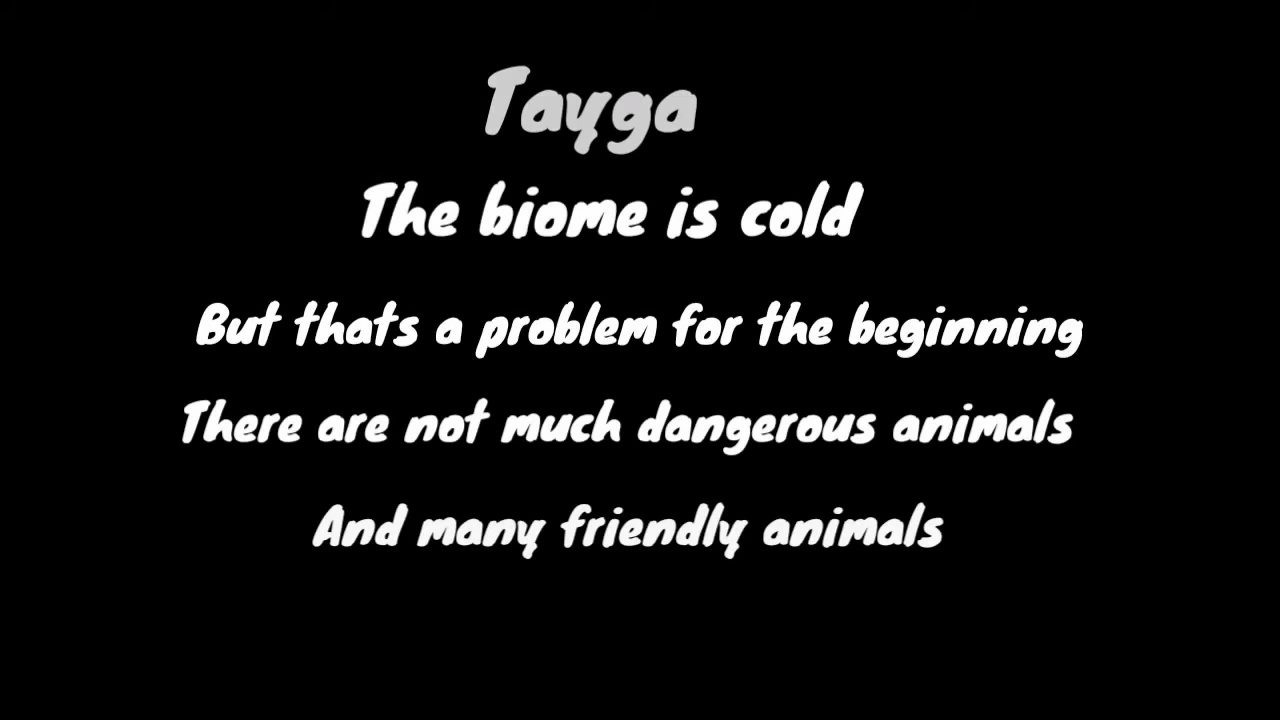 Tayga
The biome is cold
But thats a problem for the beginning
There are not much dangerous animals
And many friendly animals